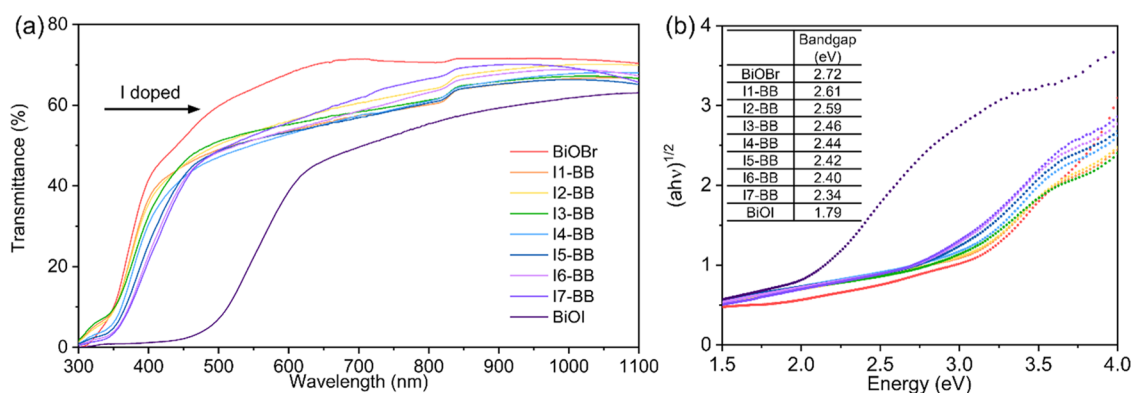 (a)
80
60
40
20
0
Transmittance (%)
I doped
BiOBr
I1-BB
I2-BB
I3-BB
I4-BB
I5-BB
I6-BB
I7-BB
BiOI
300 400 500 600 700 800 900 1000 1100
Wavelength (nm)
(b)
4
3
2
1
(ahν)1/2
Bandgap (eV)
BiOBr 2.72
I1-BB 2.61
I2-BB 2.59
I3-BB 2.46
I4-BB 2.44
I5-BB 2.42
I6-BB 2.40
I7-BB 2.34
BiOI 1.79
1.5 2.0 2.5 3.0 3.5 4.0
Energy (eV)